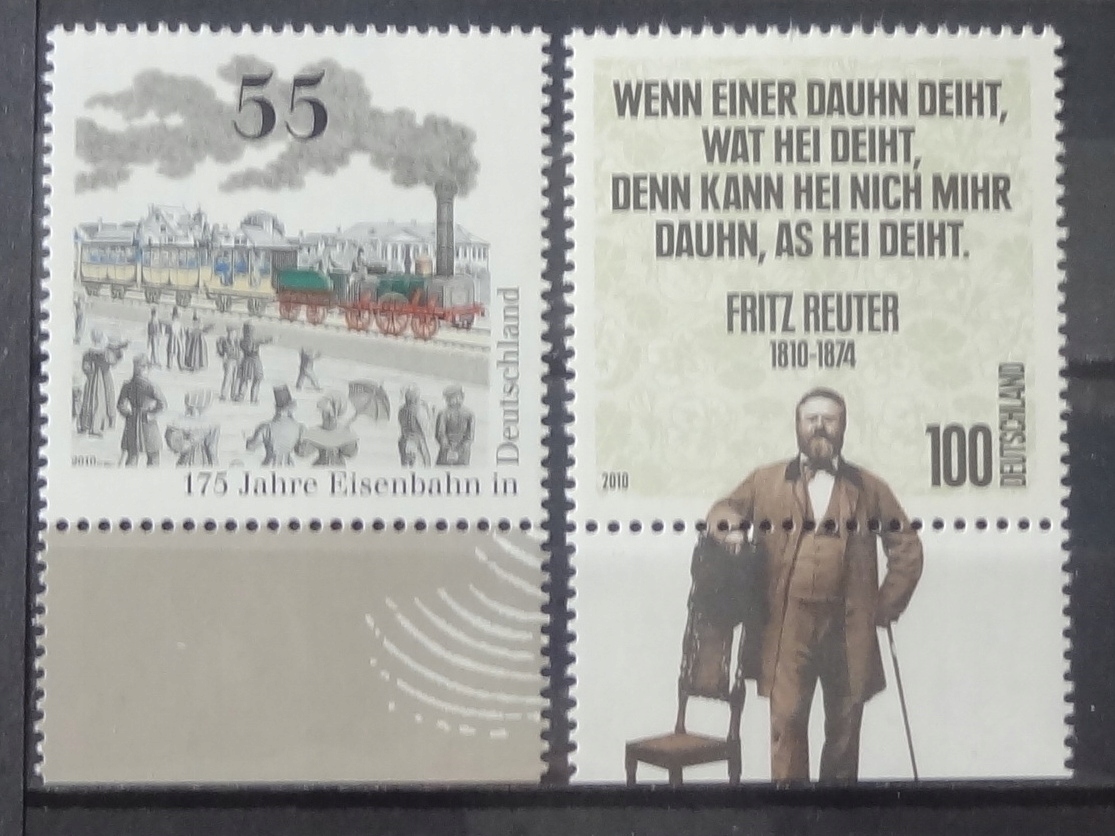 55
Deutschland
2010
175 Jahre Eisenbahn in
WENN EINER DAUHN DEIHT,
WAT HEI DEIHT,
DENN KANN HEI NICH MIHR
DAUHN, AS HEI DEIHT.
FRITZ REUTER
1810-1874
2010
100
DEUTSCHLAND